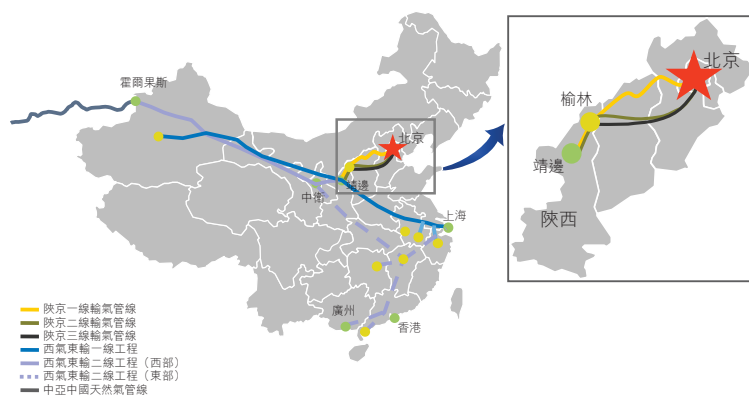 霍爾果斯
北京
靖邊
中衛
上海
廣州
香港
北京
榆林
靖邊
陝西
陝京一線輸氣管線
陝京二線輸氣管線
陝京三線輸氣管線
西氣東輸一線工程
西氣東輸二線工程（西部）
西氣東輸二線工程（東部）
中亞中國天然氣管線